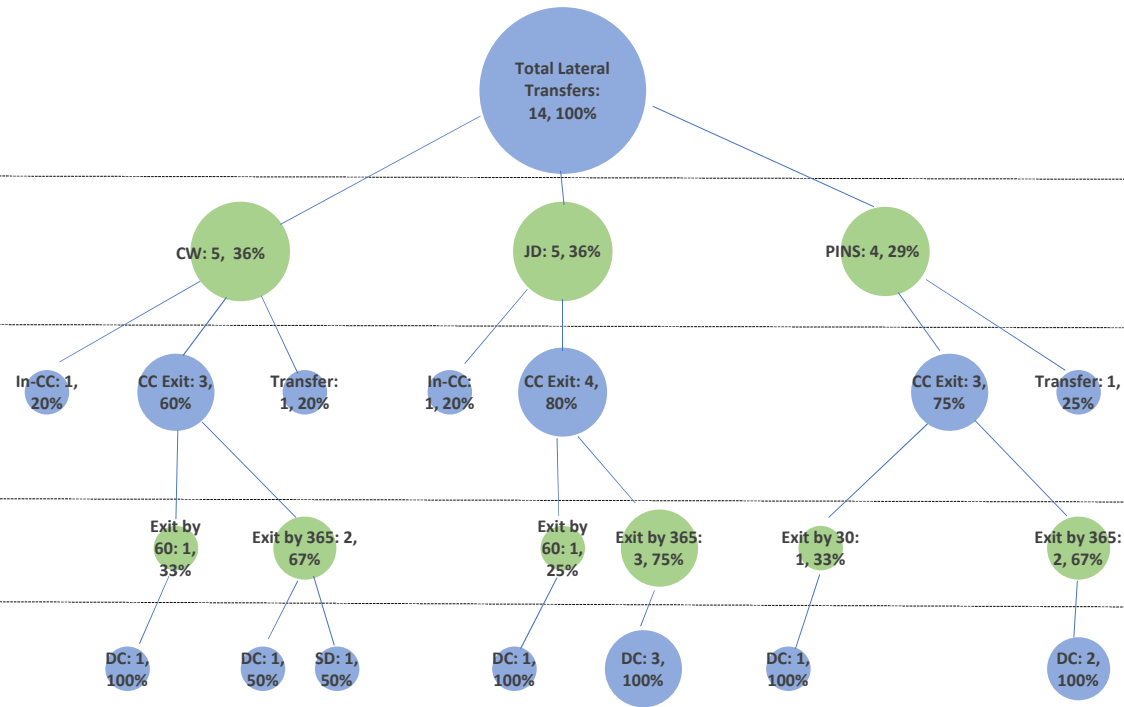 Total Lateral
Transfers:
14, 100%
CW: 5, 36%
JD: 5, 36%
PINS: 4, 29%
In-CC: 1,
20%
CC Exit: 3,
60%
Transfer:
1, 20%
In-CC:
1, 20%
CC Exit: 4,
80%
CC Exit: 3,
75%
Transfer: 1,
25%
Exit by
60: 1,
33%
Exit by 365: 2,
67%
Exit by
60: 1,
25%
Exit by 365:
3, 75%
Exit by 30:
1, 33%
Exit by 365:
2, 67%
DC: 1,
100%
DC: 1,
50%
SD: 1,
50%
DC: 1,
100%
DC: 3,
100%
DC: 1,
100%
DC: 2,
100%